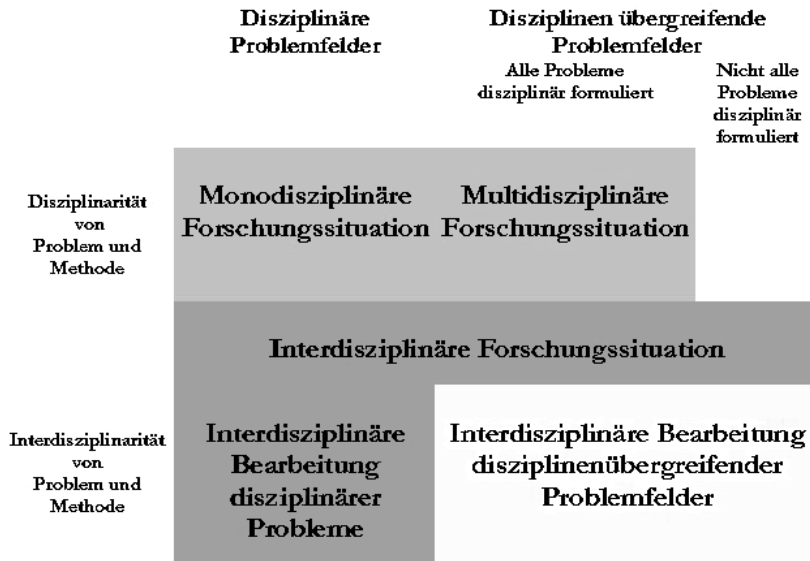 Disziplinäre
Problemfelder
Disziplinen übergreifende
Problemfelder
Alle Probleme
disziplinär formuliert
Nicht alle
Probleme
disziplinär
formuliert
Disziplinarität
von
Problem und
Methode
Monodisziplinäre
Forschungssituation
Multidisziplinäre
Forschungssituation
Interdisziplinäre Forschungssituation
Interdisziplinarität
von
Problem und
Methode
Interdisziplinäre
Bearbeitung
disziplinärer
Probleme
Interdisziplinäre Bearbeitung
disziplinenübergreifender
Problemfelder